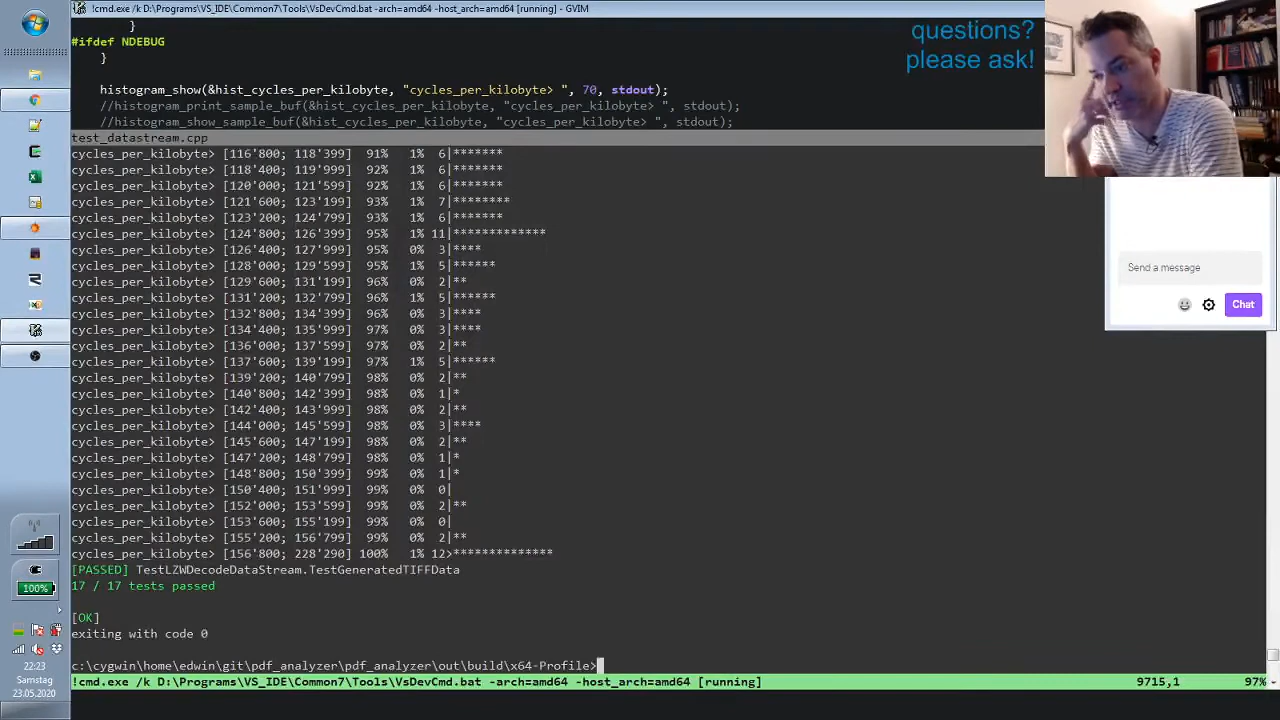 !cmd.exe /k D:\Programs\VS_IDE\Common7\Tools\VsDevCmd.bat -arch=amd64 -host_arch=amd64 [running] - GVIM
questions?
please ask!
}
#ifdef NDEBUG
}
histogram_show(&hist_cycles_per_kilobyte, "cycles_per_kilobyte> ", 70, stdout);
//histogram_print_sample_buf(&hist_cycles_per_kilobyte, "cycles_per_kilobyte> ", stdout);
//histogram_show_sample_buf(&hist_cycles_per_kilobyte, "cycles_per_kilobyte> ", stdout);
test_datastream.cpp
cycles_per_kilobyte> [116'800; 118'399] 91% 1% 6|*******
cycles_per_kilobyte> [118'400; 119'999] 92% 1% 6|*******
cycles_per_kilobyte> [120'000; 121'599] 92% 1% 6|*******
cycles_per_kilobyte> [121'600; 123'199] 93% 1% 7|********
cycles_per_kilobyte> [123'200; 124'799] 93% 1% 6|*******
cycles_per_kilobyte> [124'800; 126'399] 95% 1% 11|*************
cycles_per_kilobyte> [126'400; 127'999] 95% 0% 3|****
cycles_per_kilobyte> [128'000; 129'599] 95% 1% 5|******
cycles_per_kilobyte> [129'600; 131'199] 96% 0% 2|**
cycles_per_kilobyte> [131'200; 132'799] 96% 1% 5|******
cycles_per_kilobyte> [132'800; 134'399] 96% 0% 3|****
cycles_per_kilobyte> [134'400; 135'999] 97% 0% 3|****
cycles_per_kilobyte> [136'000; 137'599] 97% 0% 2|**
cycles_per_kilobyte> [137'600; 139'199] 97% 1% 5|******
cycles_per_kilobyte> [139'200; 140'799] 98% 0% 2|**
cycles_per_kilobyte> [140'800; 142'399] 98% 0% 1|*
cycles_per_kilobyte> [142'400; 143'999] 98% 0% 2|**
cycles_per_kilobyte> [144'000; 145'599] 98% 0% 3|****
cycles_per_kilobyte> [145'600; 147'199] 98% 0% 2|**
cycles_per_kilobyte> [147'200; 148'799] 98% 0% 1|*
cycles_per_kilobyte> [148'800; 150'399] 99% 0% 1|*
cycles_per_kilobyte> [150'400; 151'999] 99% 0% 0|
cycles_per_kilobyte> [152'000; 153'599] 99% 0% 2|**
cycles_per_kilobyte> [153'600; 155'199] 99% 0% 0|
cycles_per_kilobyte> [155'200; 156'799] 99% 0% 2|**
cycles_per_kilobyte> [156'800; 228'290] 100% 1% 12>**************
[PASSED] TestLZWDecodeDataStream.TestGeneratedTIFFData
17 / 17 tests passed
[OK]
exiting with code 0
c:\cygwin\home\edwin\git\pdf_analyzer\pdf_analyzer\out\build\x64-Profile>
!cmd.exe /k D:\Programs\VS_IDE\Common7\Tools\VsDevCmd.bat -arch=amd64 -host_arch=amd64 [running] 9715,1 97%
Send a message
Chat
100%
22:23
Samstag
23.05.2020